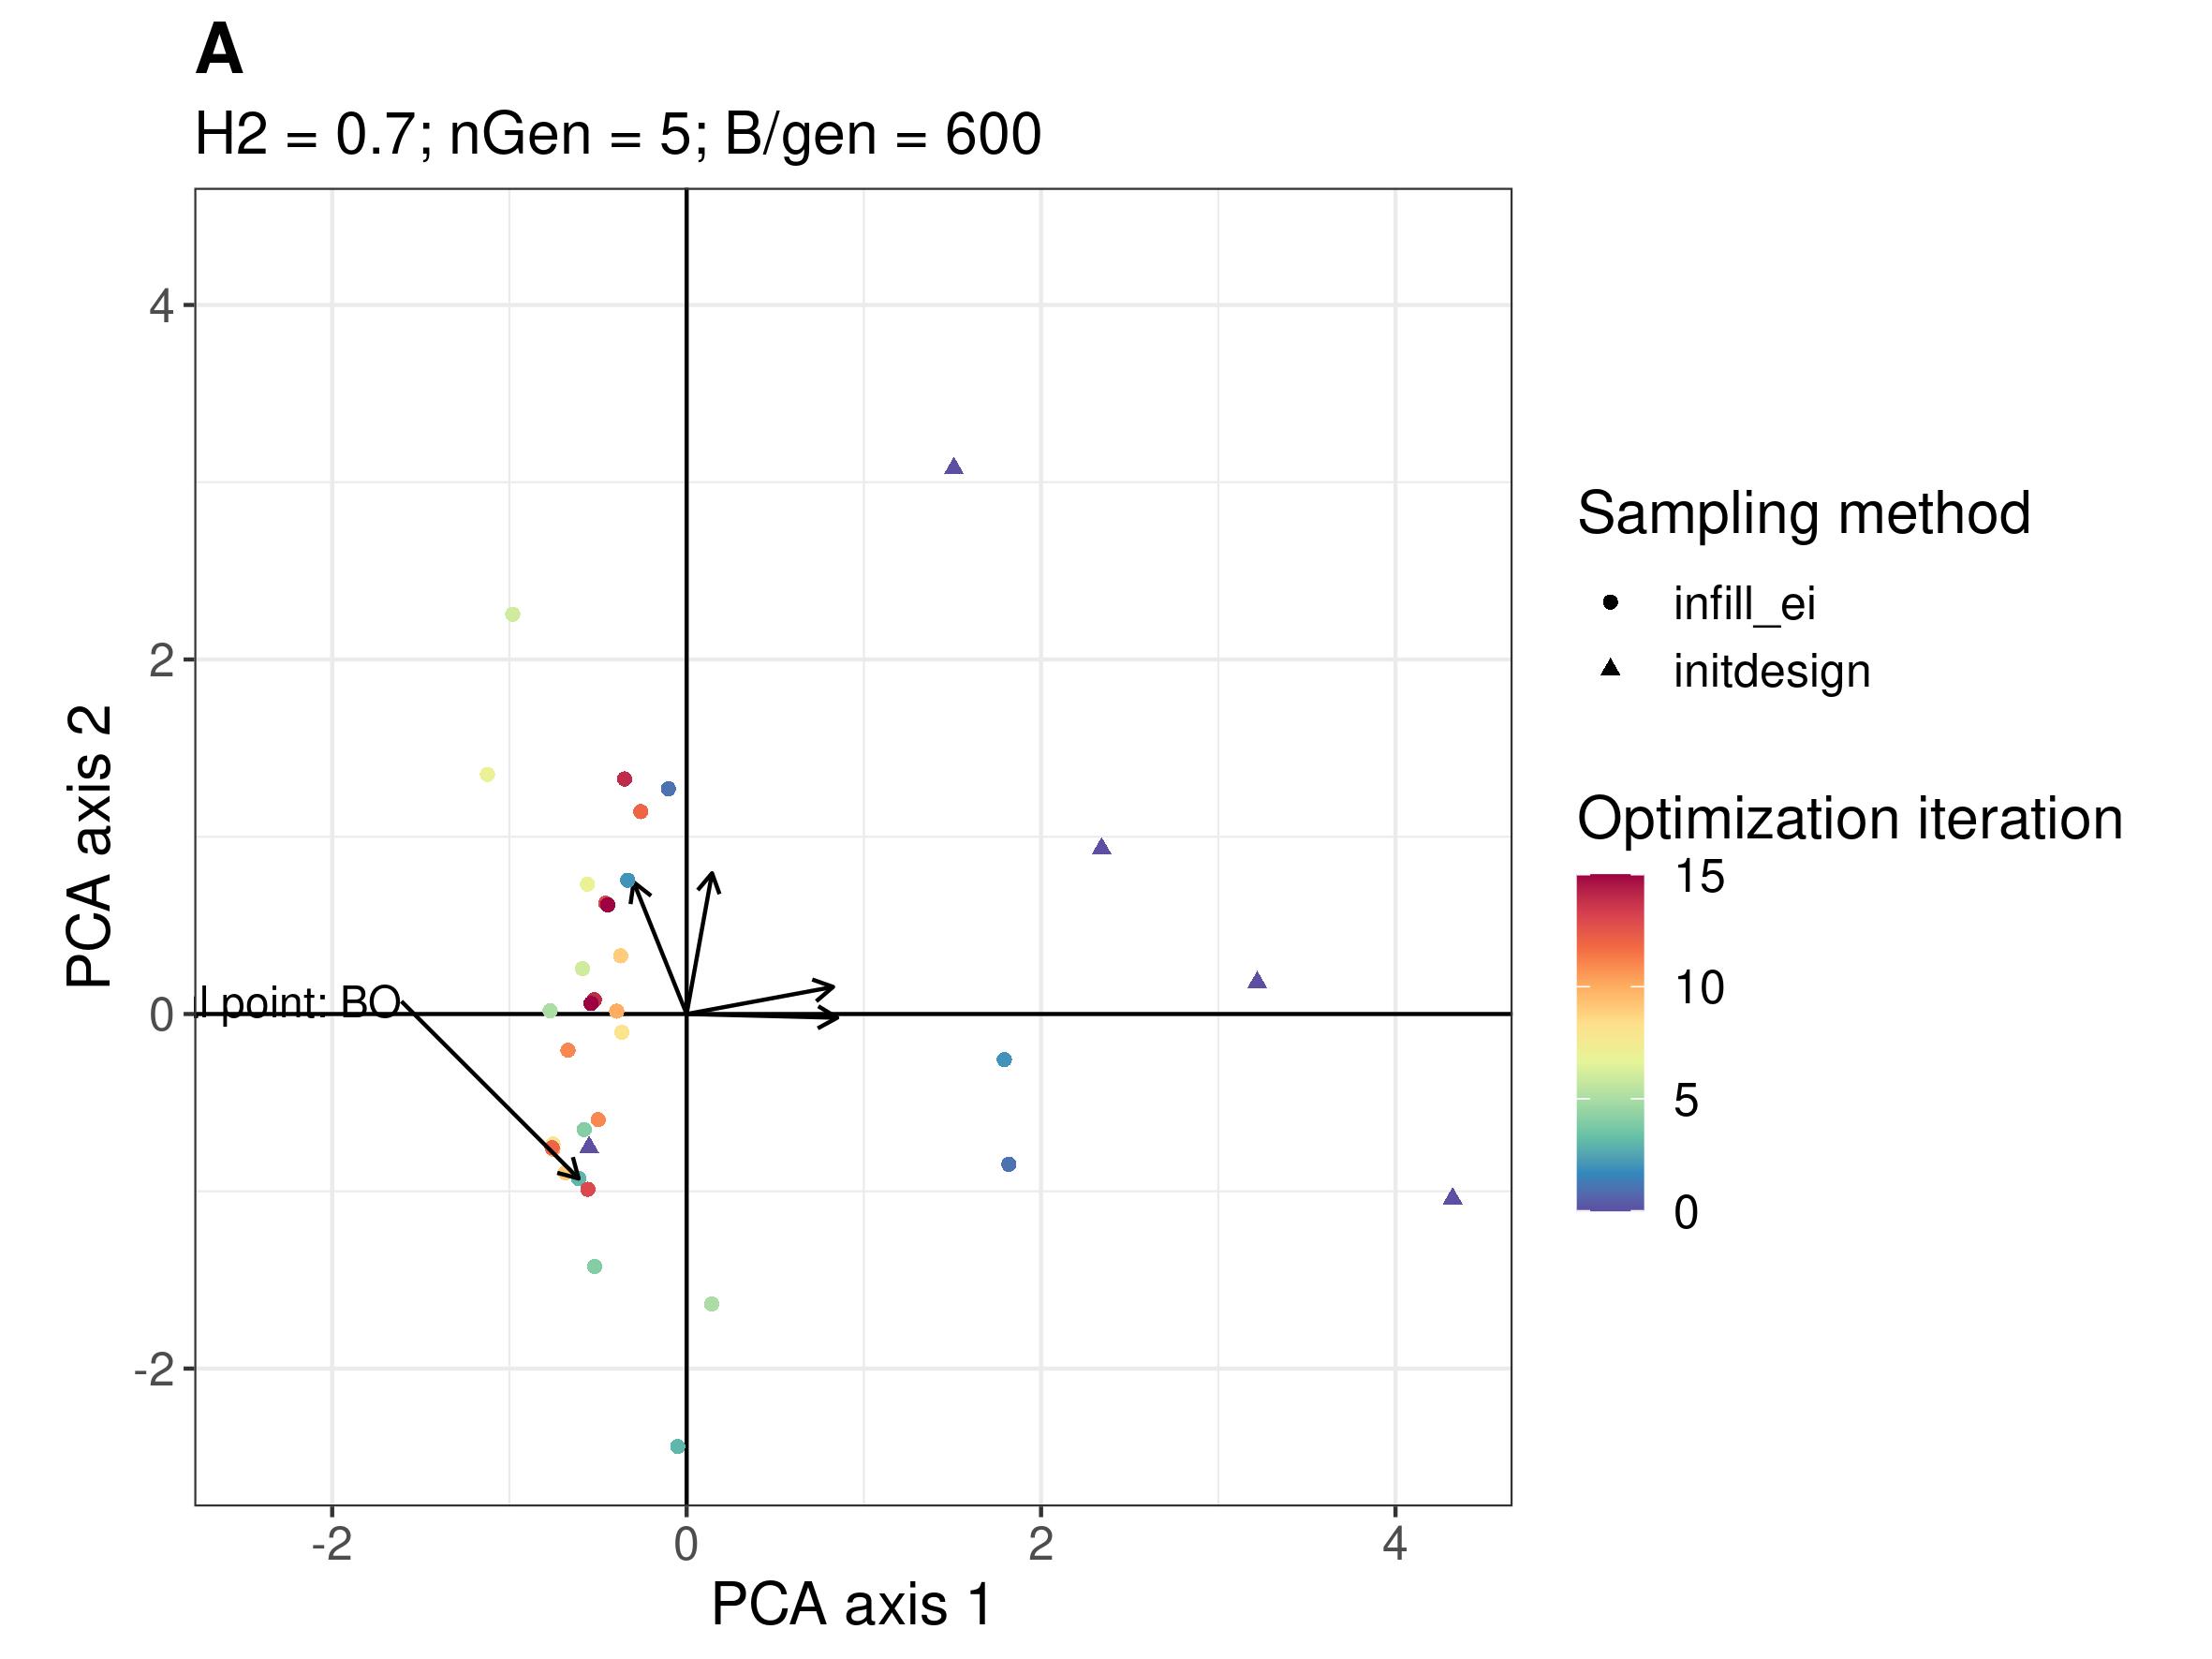 A
H2 = 0.7; nGen = 5; B/gen = 600
PCA axis 2
4
2
0
-2
point: BO
-2
0
2
4
PCA axis 1
Sampling method
infill_ei
initdesign
Optimization iteration
15
10
5
0